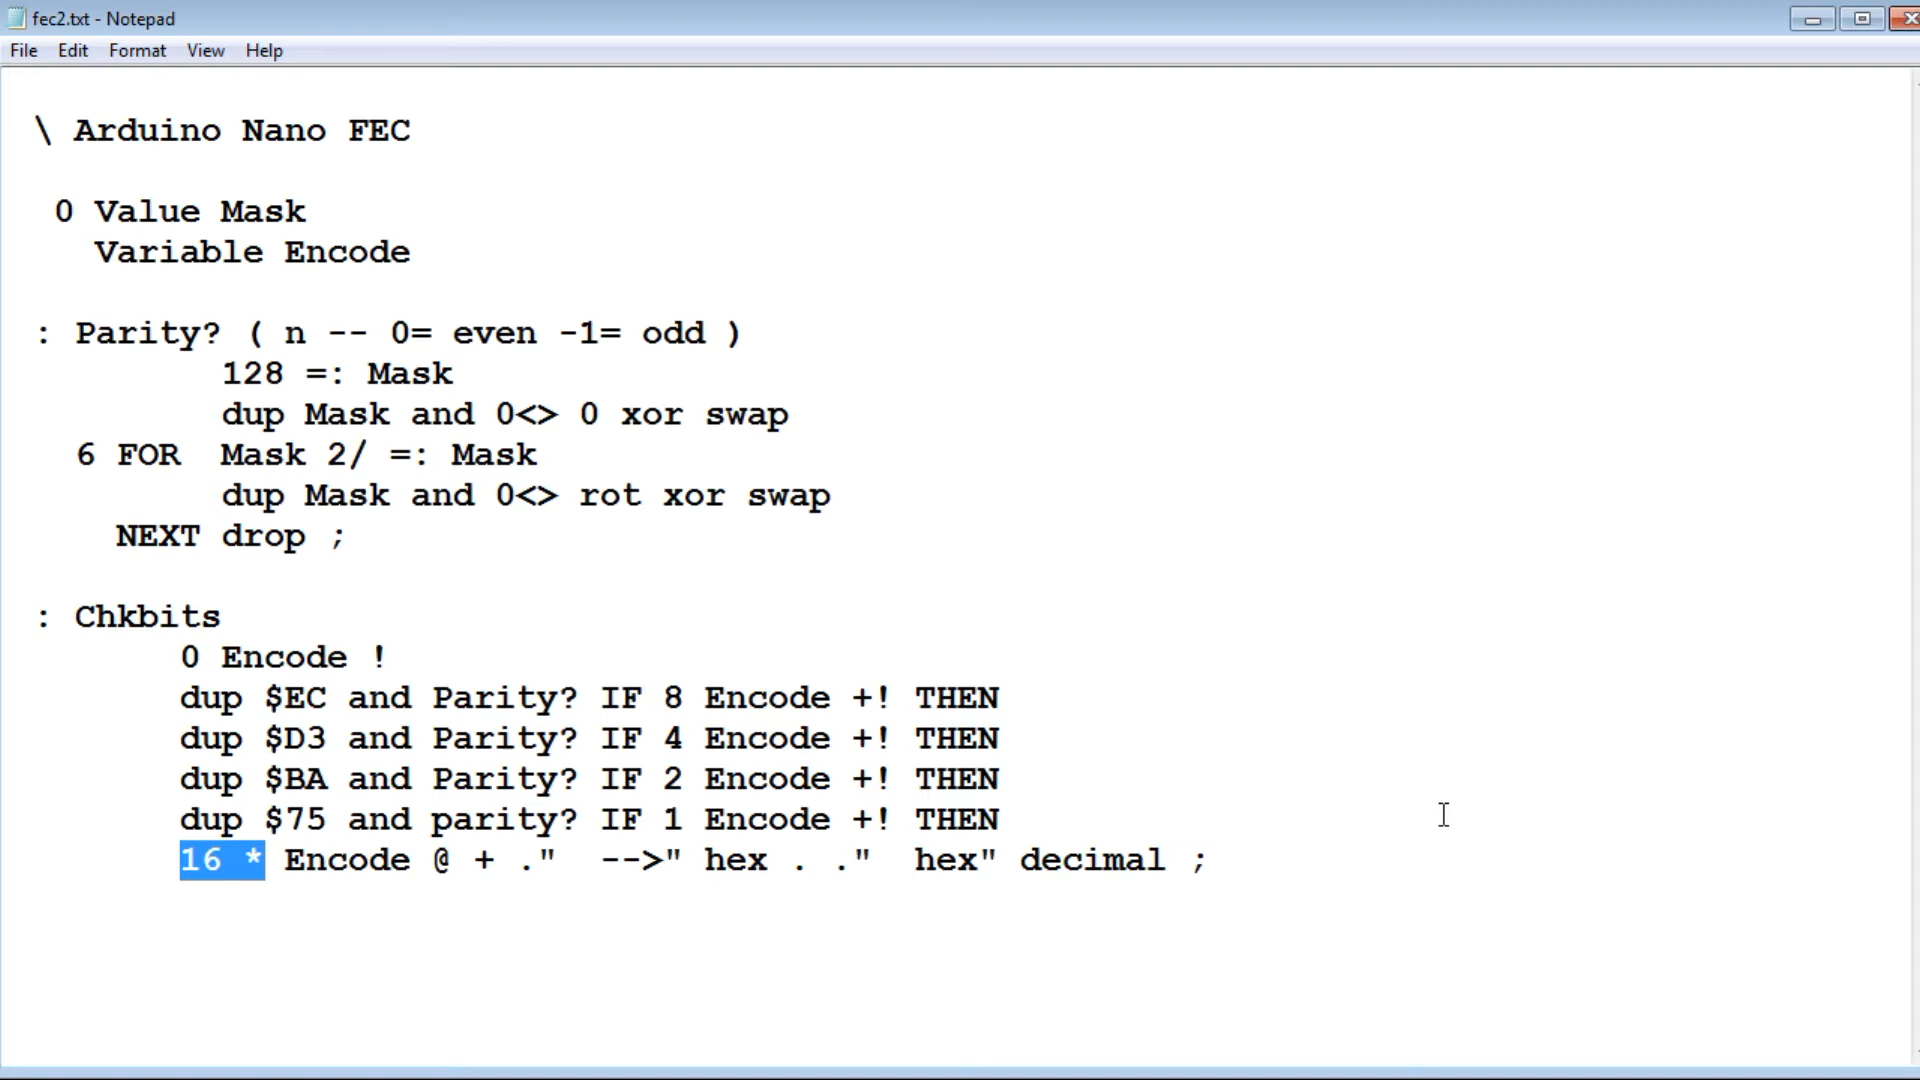 fec2.txt - Notepad
File Edit Format View Help
\ Arduino Nano FEC
0 Value Mask
Variable Encode
: Parity? ( n -- 0= even -1= odd )
128 =: Mask
dup Mask and 0<> 0 xor swap
6 FOR Mask 2/ =: Mask
dup Mask and 0<> rot xor swap
NEXT drop ;
: Chkbits
0 Encode !
dup $EC and Parity? IF 8 Encode +! THEN
dup $D3 and Parity? IF 4 Encode +! THEN
dup $BA and Parity? IF 2 Encode +! THEN
dup $75 and parity? IF 1 Encode +! THEN
16 * Encode @ + ."  -->" hex . ."  hex" decimal ;